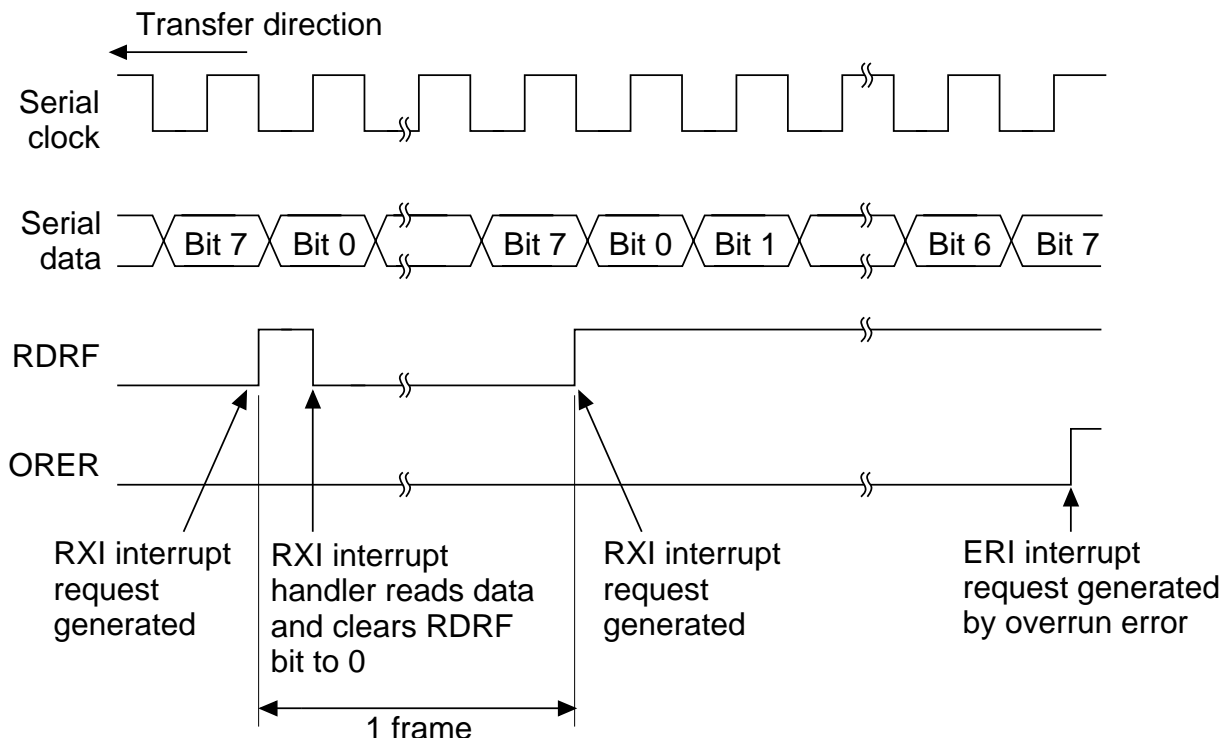 Transfer direction
Serial
clock
Serial
data
Bit 7 Bit 0 Bit 7 Bit 0 Bit 1 Bit 6 Bit 7
RDRF
ORER
RXI interrupt
request
generated
RXI interrupt
handler reads data
and clears RDRF
bit to 0
RXI interrupt
request
generated
ERI interrupt
request generated
by overrun error
1 frame